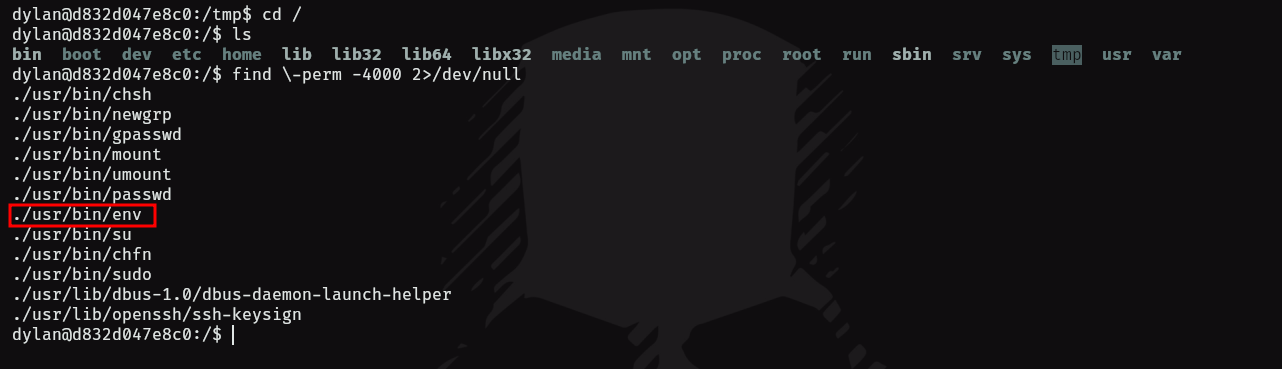 dylan@d832d047e8c0:/tmp$ cd /
dylan@d832d047e8c0:/$ ls
bin boot dev etc home lib lib32 lib64 libx32 media mnt opt proc root run sbin srv sys tmp usr var
dylan@d832d047e8c0:/$ find \-perm -4000 2>/dev/null
./usr/bin/chsh
./usr/bin/newgrp
./usr/bin/gpasswd
./usr/bin/mount
./usr/bin/umount
./usr/bin/passwd
./usr/bin/env
./usr/bin/su
./usr/bin/chfn
./usr/bin/sudo
./usr/lib/dbus-1.0/dbus-daemon-launch-helper
./usr/lib/openssh/ssh-keysign
dylan@d832d047e8c0:/$